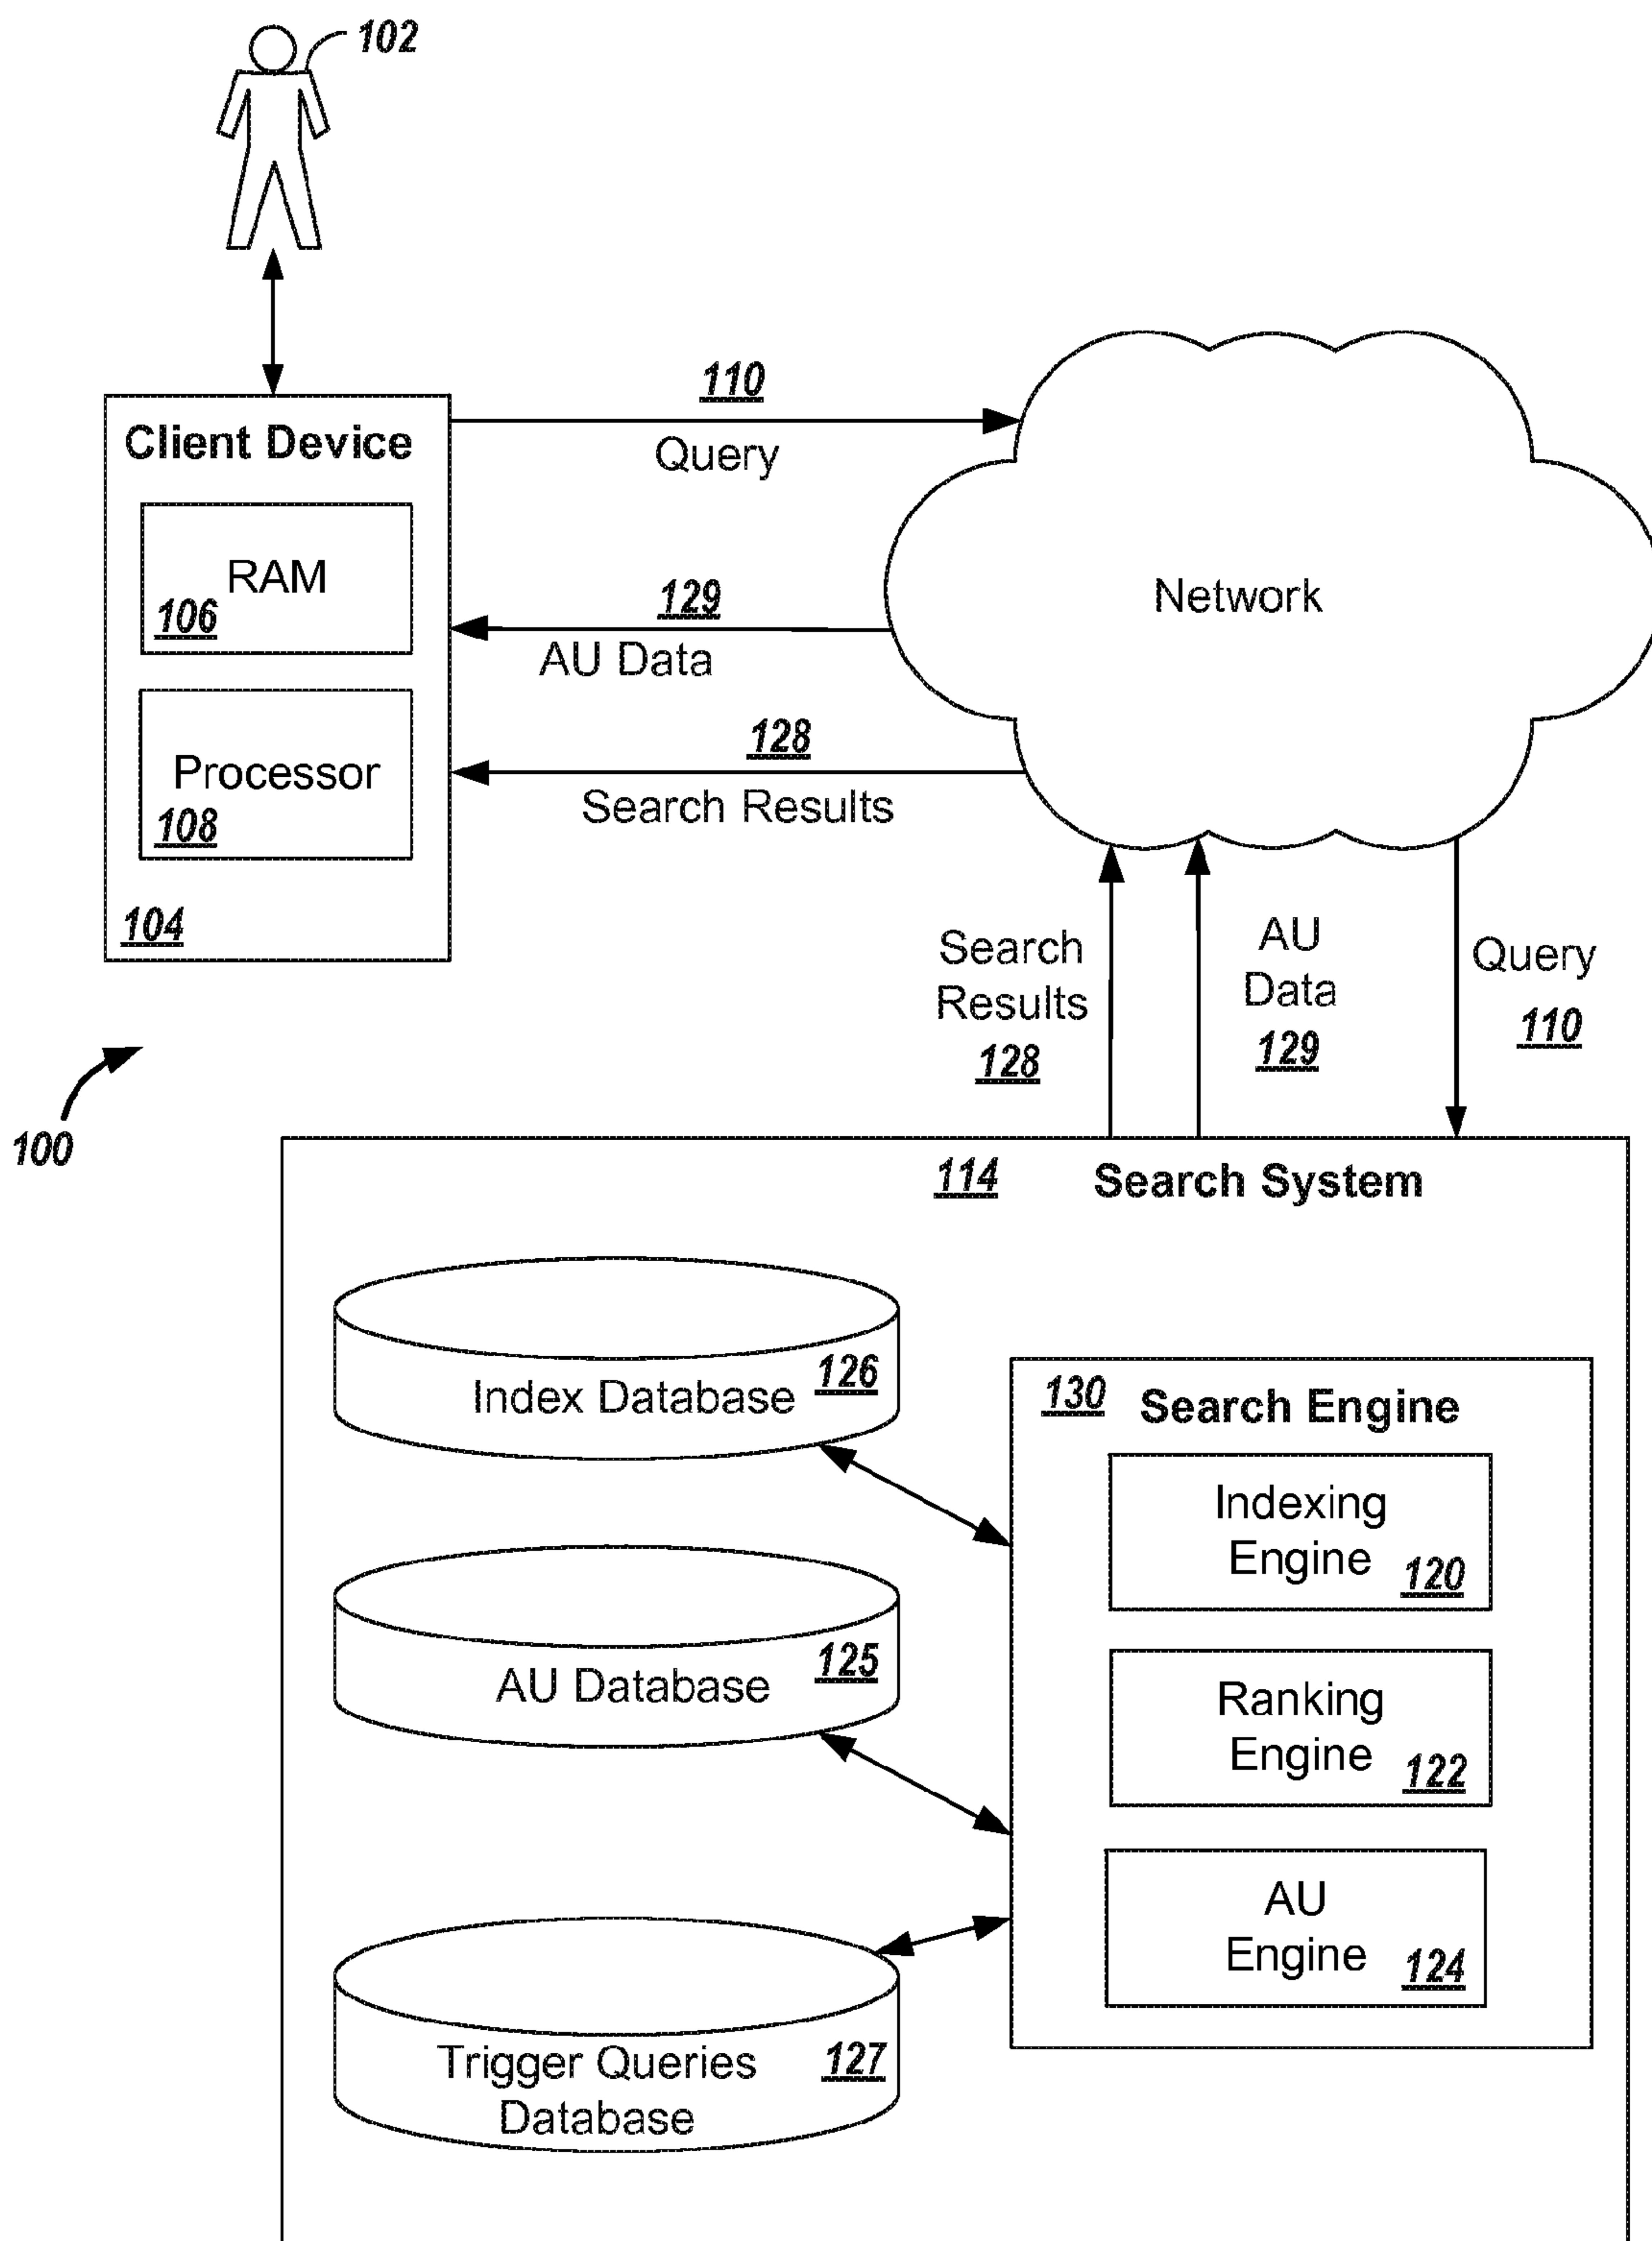 102
110
Client Device
Query
RAM
106
129
Network
AU Data
128
Processor
108
Search Results
104
Search
Results
128
AU
Data
129
Query
110
100
114 Search System
Index Database 126
130 Search Engine
Indexing
Engine 120
AU Database 125
Ranking
Engine 122
AU
Engine 124
Trigger Queries 127
Database